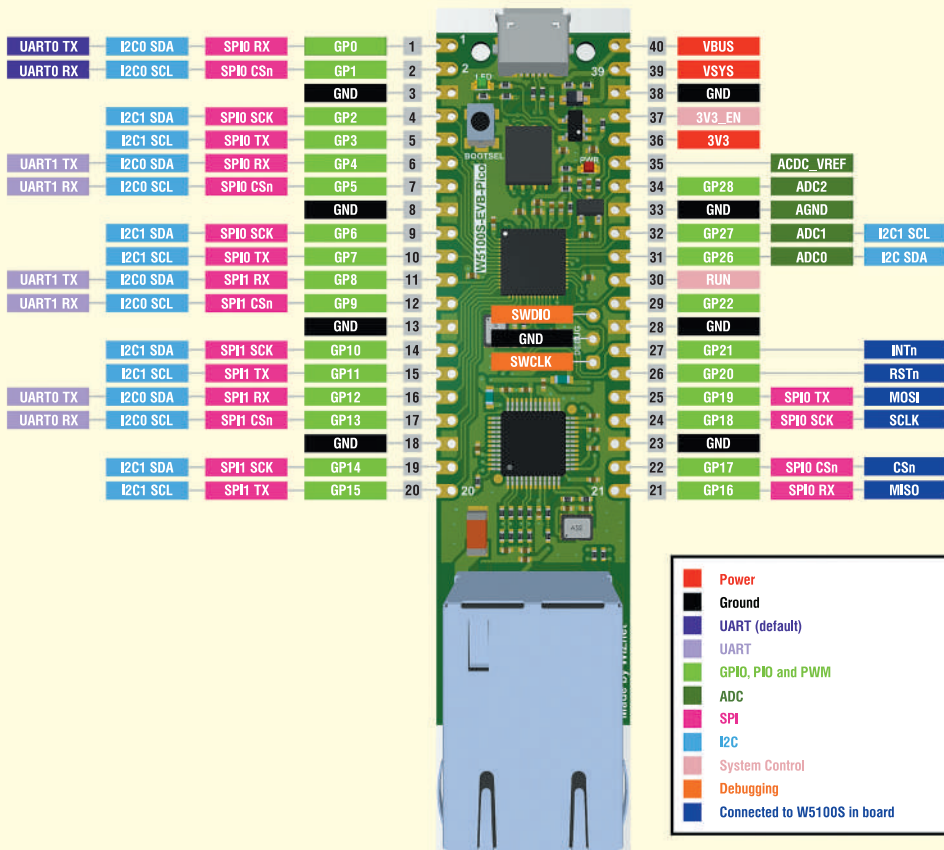 UART0 TX I2C0 SDA SPI0 RX GP0 1
UART0 RX I2C0 SCL SPI0 CSn GP1 2
GND 3
I2C1 SDA SPI0 SCK GP2 4
I2C1 SCL SPI0 TX GP3 5
UART1 TX I2C0 SDA SPI0 RX GP4 6
UART1 RX I2C0 SCL SPI0 CSn GP5 7
GND 8
I2C1 SDA SPI0 SCK GP6 9
I2C1 SCL SPI0 TX GP7 10
UART1 TX I2C0 SDA SPI1 RX GP8 11
UART1 RX I2C0 SCL SPI1 CSn GP9 12
GND 13
I2C1 SDA SPI1 SCK GP10 14
I2C1 SCL SPI1 TX GP11 15
UART0 TX I2C0 SDA SPI1 RX GP12 16
UART0 RX I2C0 SCL SPI1 CSn GP13 17
GND 18
I2C1 SDA SPI1 SCK GP14 19
I2C1 SCL SPI1 TX GP15 20
1
2
39
LED
BOOTSEL
PWR
W5100S-EVB-Pico
SWDIO
GND
SWCLK
DEBUG
20
21
ASE
Made by Wiznet
40 VBUS
39 VSYS
38 GND
37 3V3_EN
36 3V3
35 ACDC_VREF
34 GP28 ADC2
33 GND AGND
32 GP27 ADC1 I2C1 SCL
31 GP26 ADC0 I2C SDA
30 RUN
29 GP22
28 GND
27 GP21 INTn
26 GP20 RSTn
25 GP19 SPI0 TX MOSI
24 GP18 SPI0 SCK SCLK
23 GND
22 GP17 SPI0 CSn CSn
21 GP16 SPI0 RX MISO
Power
Ground
UART (default)
UART
GPIO, PIO and PWM
ADC
SPI
I2C
System Control
Debugging
Connected to W5100S in board